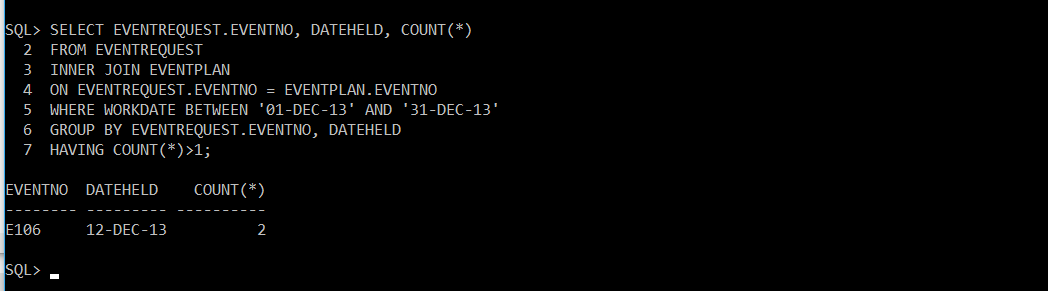 SQL> SELECT EVENTREQUEST.EVENTNO, DATEHELD, COUNT(*)
  2  FROM EVENTREQUEST
  3  INNER JOIN EVENTPLAN
  4  ON EVENTREQUEST.EVENTNO = EVENTPLAN.EVENTNO
  5  WHERE WORKDATE BETWEEN '01-DEC-13' AND '31-DEC-13'
  6  GROUP BY EVENTREQUEST.EVENTNO, DATEHELD
  7  HAVING COUNT(*)>1;

EVENTNO  DATEHELD    COUNT(*)
-------- --------- ----------
E106     12-DEC-13          2

SQL>